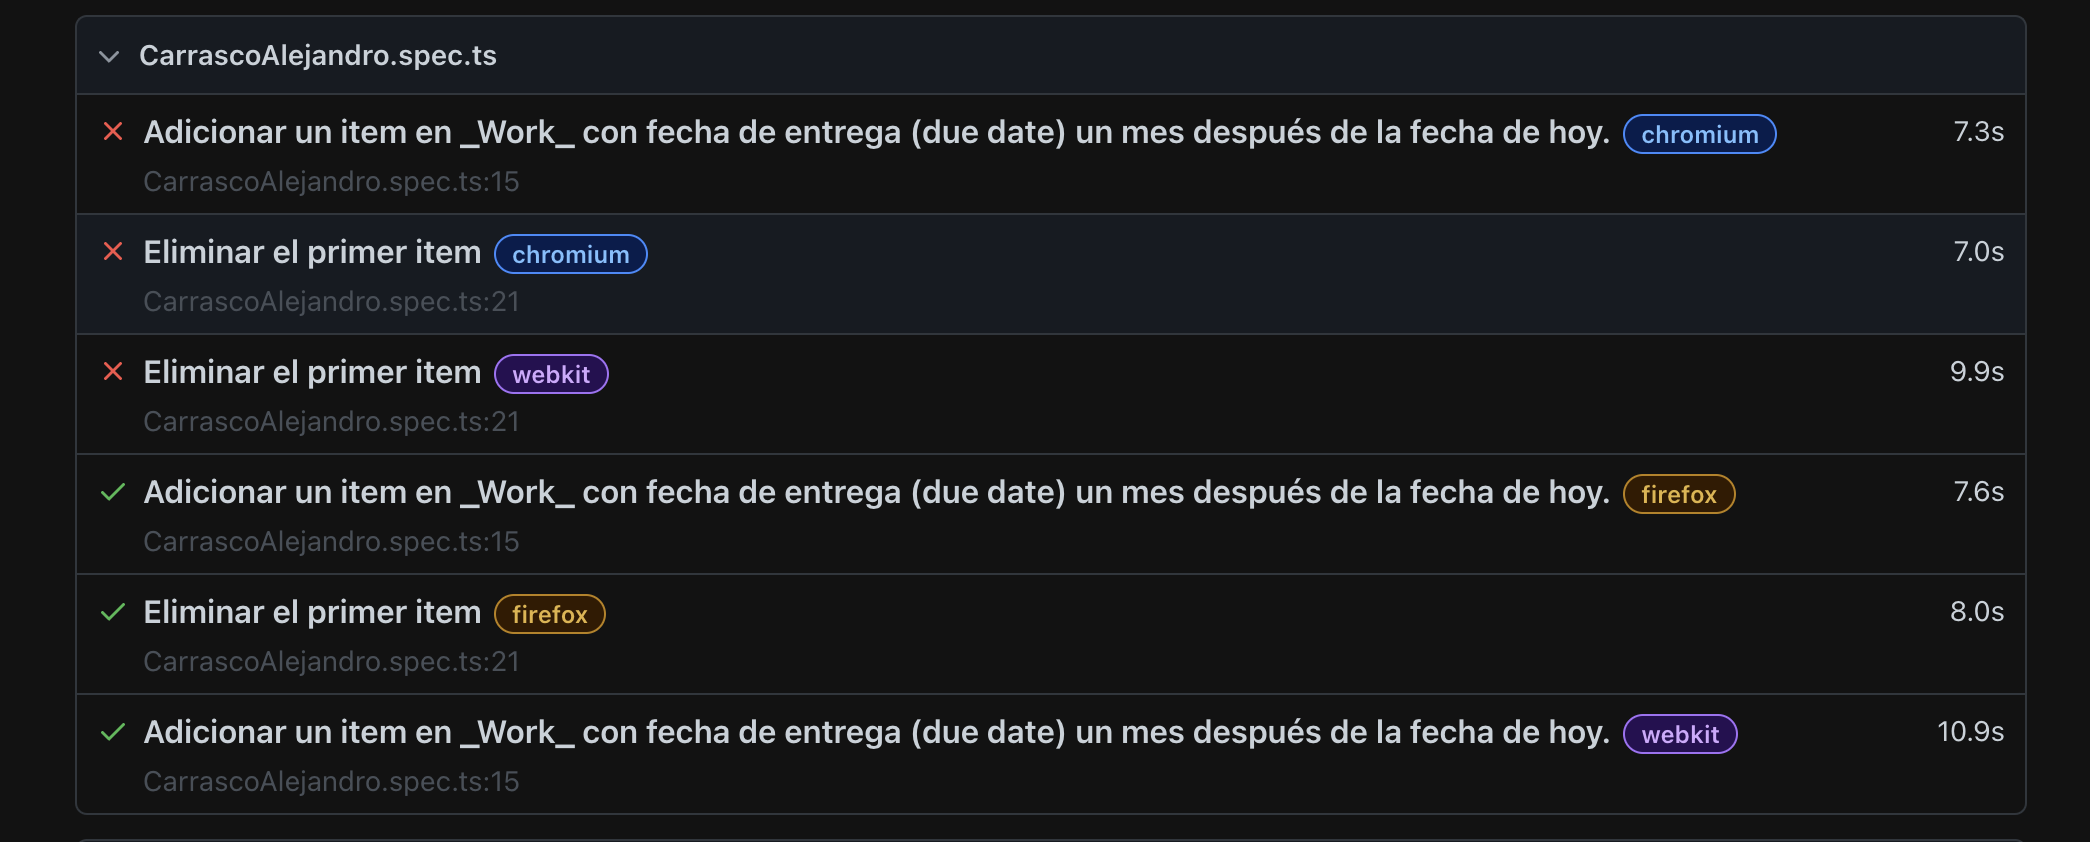 CarrascoAlejandro.spec.ts
Adicionar un item en _Work_ con fecha de entrega (due date) un mes después de la fecha de hoy. chromium 7.3s
CarrascoAlejandro.spec.ts:15
Eliminar el primer item chromium 7.0s
CarrascoAlejandro.spec.ts:21
Eliminar el primer item webkit 9.9s
CarrascoAlejandro.spec.ts:21
Adicionar un item en _Work_ con fecha de entrega (due date) un mes después de la fecha de hoy. firefox 7.6s
CarrascoAlejandro.spec.ts:15
Eliminar el primer item firefox 8.0s
CarrascoAlejandro.spec.ts:21
Adicionar un item en _Work_ con fecha de entrega (due date) un mes después de la fecha de hoy. webkit 10.9s
CarrascoAlejandro.spec.ts:15